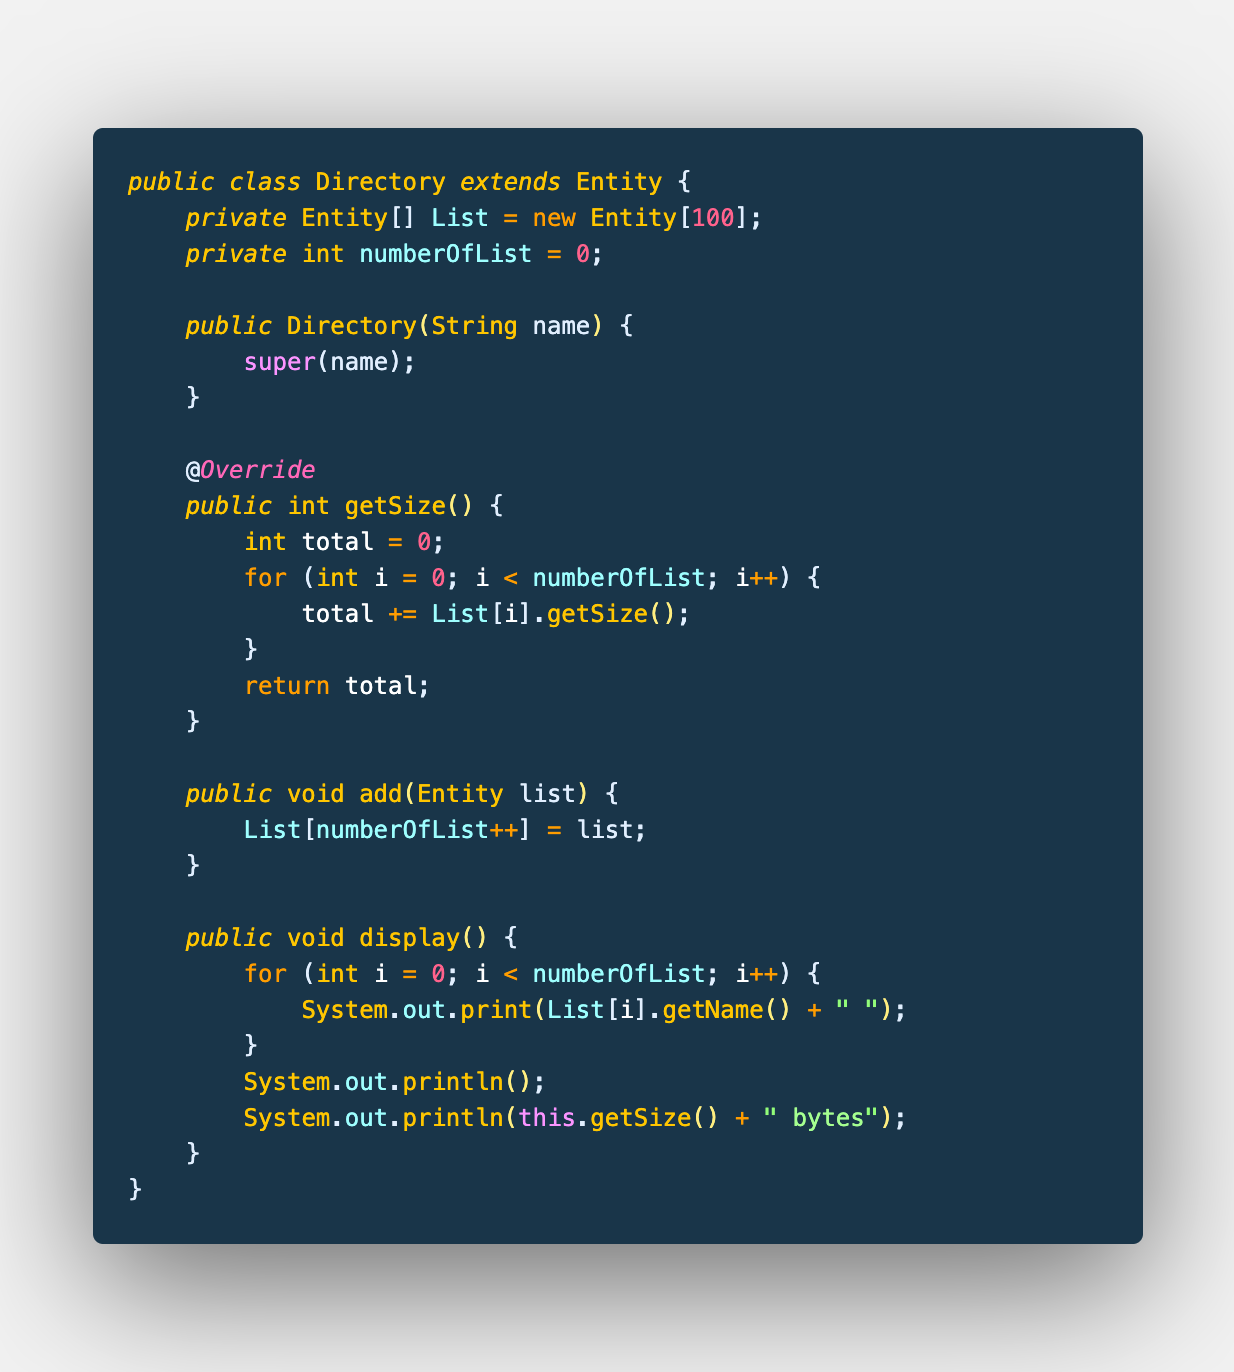 public class Directory extends Entity {
    private Entity[] List = new Entity[100];
    private int numberOfList = 0;

    public Directory(String name) {
        super(name);
    }

    @Override
    public int getSize() {
        int total = 0;
        for (int i = 0; i < numberOfList; i++) {
            total += List[i].getSize();
        }
        return total;
    }

    public void add(Entity list) {
        List[numberOfList++] = list;
    }

    public void display() {
        for (int i = 0; i < numberOfList; i++) {
            System.out.print(List[i].getName() + " ");
        }
        System.out.println();
        System.out.println(this.getSize() + " bytes");
    }
}